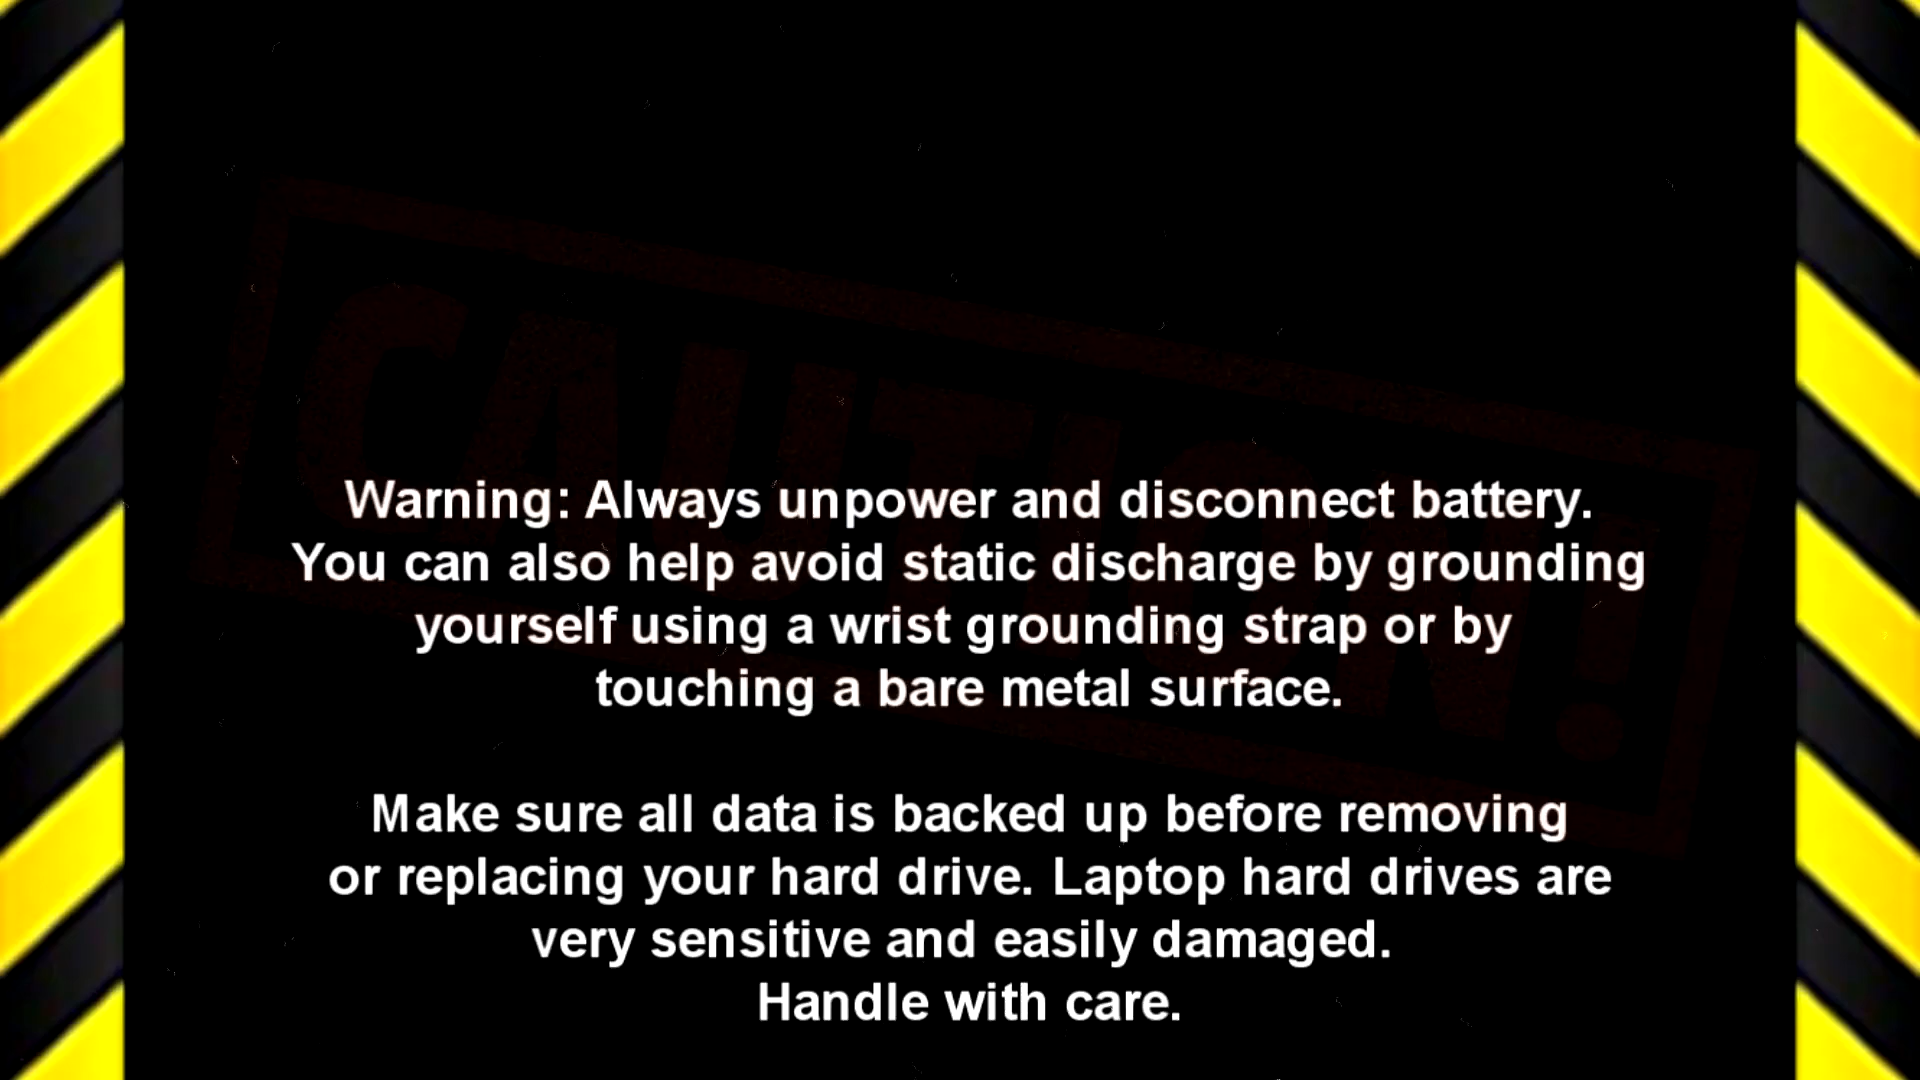 CAUTION!
Warning: Always unpower and disconnect battery.
You can also help avoid static discharge by grounding
yourself using a wrist grounding strap or by
touching a bare metal surface.
Make sure all data is backed up before removing
or replacing your hard drive. Laptop hard drives are
very sensitive and easily damaged.
Handle with care.